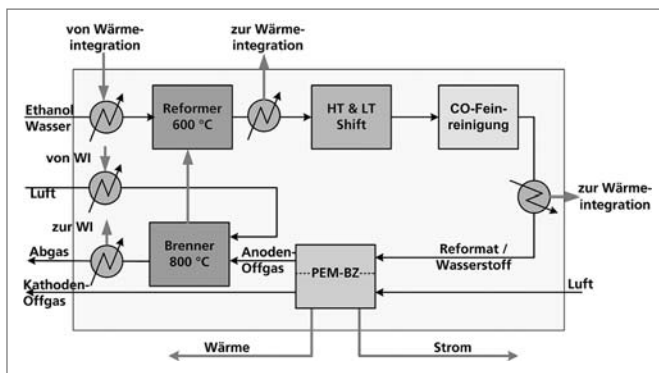 von Wärme-
integration
zur Wärme-
integration
Ethanol
Wasser
Reformer
600 °C
HT & LT
Shift
CO-Fein-
reinigung
von WI
Luft
zur Wärme-
integration
zur WI
Abgas
Brenner
800 °C
Anoden-
Offgas
PEM-BZ
Reformat /
Wasserstoff
Kathoden-
Offgas
Luft
Wärme
Strom